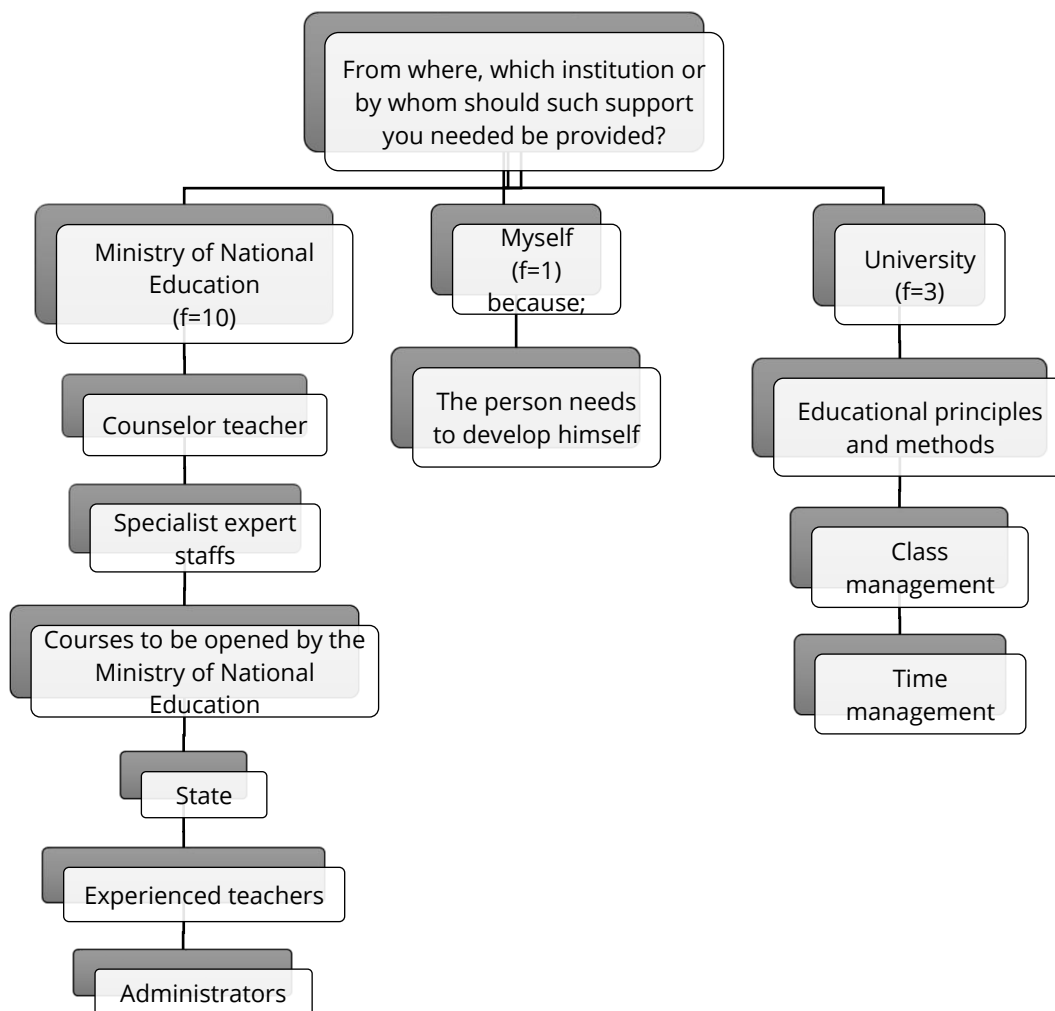 From where, which institution or
by whom should such support
you needed be provided?
Ministry of National
Education
(f=10)
Counselor teacher
Specialist expert
staffs
Courses to be opened by the
Ministry of National
Education
State
Experienced teachers
Administrators
Myself
(f=1)
because;
The person needs
to develop himself
University
(f=3)
Educational principles
and methods
Class
management
Time
management